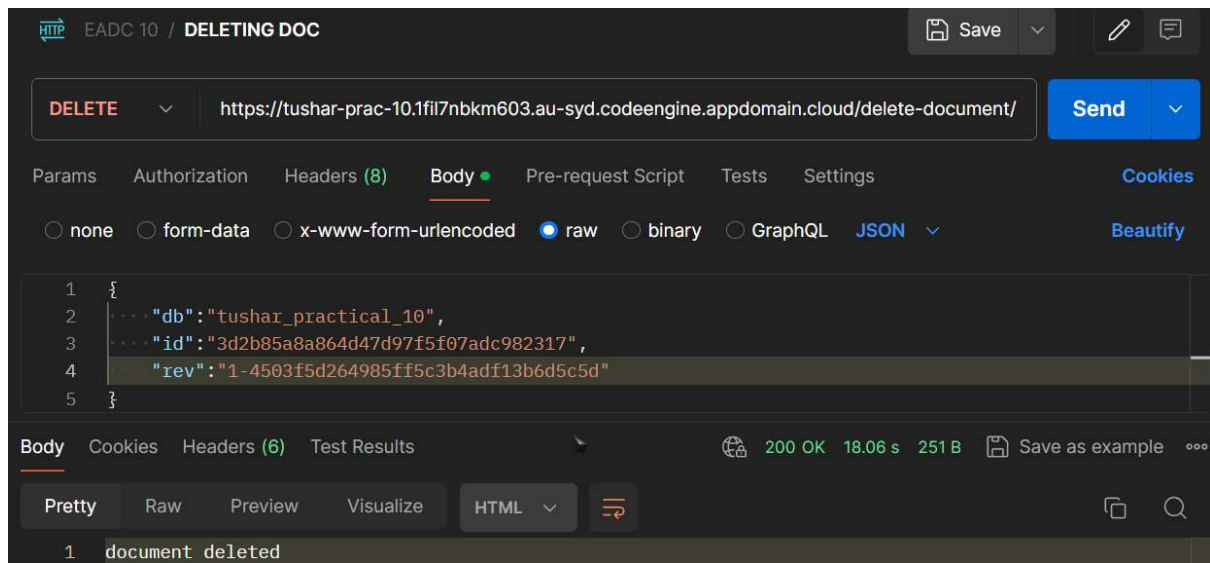 HTTP EADC 10 / DELETING DOC Save
DELETE https://tushar-prac-10.1fil7nbkm603.au-syd.codeengine.appdomain.cloud/delete-document/ Send
Params Authorization Headers (8) Body Pre-request Script Tests Settings Cookies
none form-data x-www-form-urlencoded raw binary GraphQL JSON Beautify
1 {
2 "db":"tushar_practical_10",
3 "id":"3d2b85a8a864d47d97f5f07adc982317",
4 "rev":"1-4503f5d264985ff5c3b4adf13b6d5c5d"
5 }
Body Cookies Headers (6) Test Results 200 OK 18.06 s 251 B Save as example
Pretty Raw Preview Visualize HTML
1 document deleted